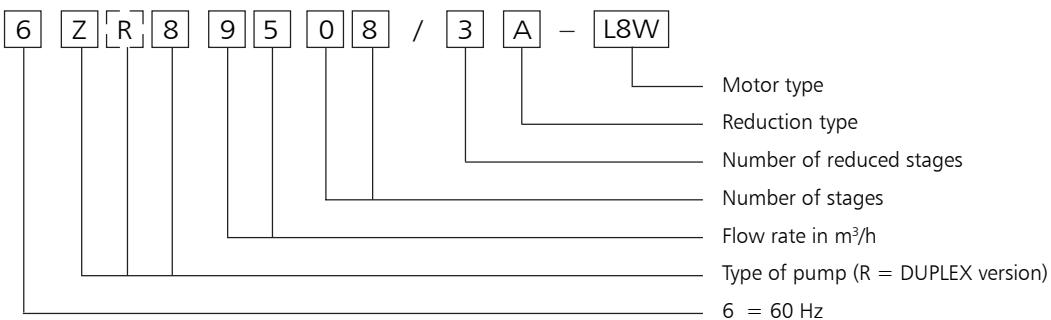 6 Z R 8 9 5 0 8 / 3 A – L8W
Motor type
Reduction type
Number of reduced stages
Number of stages
Flow rate in m³/h
Type of pump (R = DUPLEX version)
6 = 60 Hz